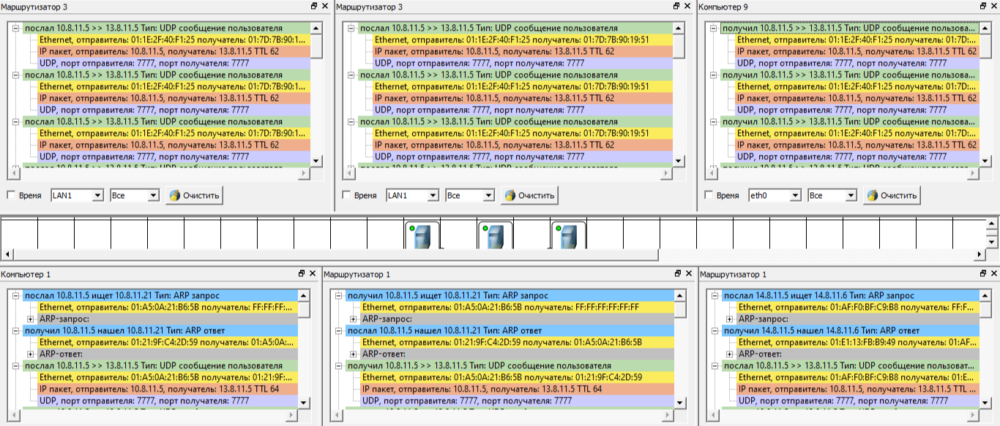 Маршрутизатор 3
послал 10.8.11.5 >> 13.8.11.5 Тип: UDP сообщение пользователя
Ethernet, отправитель: 01:1E:2F:40:F1:25 получатель: 01:7D:7B:90:1...
IP пакет, отправитель: 10.8.11.5, получатель: 13.8.11.5 TTL 62
UDP, порт отправителя: 7777, порт получателя: 7777
послал 10.8.11.5 >> 13.8.11.5 Тип: UDP сообщение пользователя
Ethernet, отправитель: 01:1E:2F:40:F1:25 получатель: 01:7D:7B:90:1...
IP пакет, отправитель: 10.8.11.5, получатель: 13.8.11.5 TTL 62
UDP, порт отправителя: 7777, порт получателя: 7777
послал 10.8.11.5 >> 13.8.11.5 Тип: UDP сообщение пользователя
Ethernet, отправитель: 01:1E:2F:40:F1:25 получатель: 01:7D:7B:90:1...
IP пакет, отправитель: 10.8.11.5, получатель: 13.8.11.5 TTL 62
UDP, порт отправителя: 7777, порт получателя: 7777
Время LAN1 Все Очистить
Маршрутизатор 3
послал 10.8.11.5 >> 13.8.11.5 Тип: UDP сообщение пользователя
Ethernet, отправитель: 01:1E:2F:40:F1:25 получатель: 01:7D:7B:90:19:51
IP пакет, отправитель: 10.8.11.5, получатель: 13.8.11.5 TTL 62
UDP, порт отправителя: 7777, порт получателя: 7777
послал 10.8.11.5 >> 13.8.11.5 Тип: UDP сообщение пользователя
Ethernet, отправитель: 01:1E:2F:40:F1:25 получатель: 01:7D:7B:90:19:51
IP пакет, отправитель: 10.8.11.5, получатель: 13.8.11.5 TTL 62
UDP, порт отправителя: 7777, порт получателя: 7777
послал 10.8.11.5 >> 13.8.11.5 Тип: UDP сообщение пользователя
Ethernet, отправитель: 01:1E:2F:40:F1:25 получатель: 01:7D:7B:90:19:51
IP пакет, отправитель: 10.8.11.5, получатель: 13.8.11.5 TTL 62
UDP, порт отправителя: 7777, порт получателя: 7777
Время LAN1 Все Очистить
Компьютер 9
получил 10.8.11.5 >> 13.8.11.5 Тип: UDP сообщение пользова...
Ethernet, отправитель: 01:1E:2F:40:F1:25 получатель: 01:7D:...
IP пакет, отправитель: 10.8.11.5, получатель: 13.8.11.5 TTL 62
UDP, порт отправителя: 7777, порт получателя: 7777
получил 10.8.11.5 >> 13.8.11.5 Тип: UDP сообщение пользова...
Ethernet, отправитель: 01:1E:2F:40:F1:25 получатель: 01:7D:...
IP пакет, отправитель: 10.8.11.5, получатель: 13.8.11.5 TTL 62
UDP, порт отправителя: 7777, порт получателя: 7777
получил 10.8.11.5 >> 13.8.11.5 Тип: UDP сообщение пользова...
Ethernet, отправитель: 01:1E:2F:40:F1:25 получатель: 01:7D:...
IP пакет, отправитель: 10.8.11.5, получатель: 13.8.11.5 TTL 62
UDP, порт отправителя: 7777, порт получателя: 7777
Время eth0 Все Очистить
Компьютер 1
послал 10.8.11.5 ищет 10.8.11.21 Тип: ARP запрос
Ethernet, отправитель: 01:A5:0A:21:B6:5B получатель: FF:FF:FF:...
ARP-запрос:
получил 10.8.11.5 нашел 10.8.11.21 Тип: ARP ответ
Ethernet, отправитель: 01:21:9F:C4:2D:59 получатель: 01:A5:0A:...
ARP-ответ:
послал 10.8.11.5 >> 13.8.11.5 Тип: UDP сообщение пользователя
Ethernet, отправитель: 01:A5:0A:21:B6:5B получатель: 01:21:9F:...
IP пакет, отправитель: 10.8.11.5, получатель: 13.8.11.5 TTL 64
UDP, порт отправителя: 7777, порт получателя: 7777
Маршрутизатор 1
получил 10.8.11.5 ищет 10.8.11.21 Тип: ARP запрос
Ethernet, отправитель: 01:A5:0A:21:B6:5B получатель: FF:FF:FF:FF:FF:FF
ARP-запрос:
послал 10.8.11.5 нашел 10.8.11.21 Тип: ARP ответ
Ethernet, отправитель: 01:21:9F:C4:2D:59 получатель: 01:A5:0A:21:B6:5B
ARP-ответ:
получил 10.8.11.5 >> 13.8.11.5 Тип: UDP сообщение пользователя
Ethernet, отправитель: 01:A5:0A:21:B6:5B получатель: 01:21:9F:C4:2D:59
IP пакет, отправитель: 10.8.11.5, получатель: 13.8.11.5 TTL 64
UDP, порт отправителя: 7777, порт получателя: 7777
Маршрутизатор 1
послал 14.8.11.5 ищет 14.8.11.6 Тип: ARP запрос
Ethernet, отправитель: 01:AF:F0:BF:C9:B8 получатель: FF:F...
ARP-запрос:
получил 14.8.11.5 нашел 14.8.11.6 Тип: ARP ответ
Ethernet, отправитель: 01:E1:13:FB:B9:49 получатель: 01:AF...
ARP-ответ:
послал 10.8.11.5 >> 13.8.11.5 Тип: UDP сообщение пользоват...
Ethernet, отправитель: 01:AF:F0:BF:C9:B8 получатель: 01:E...
IP пакет, отправитель: 10.8.11.5, получатель: 13.8.11.5 TTL ...
UDP, порт отправителя: 7777, порт получателя: 7777